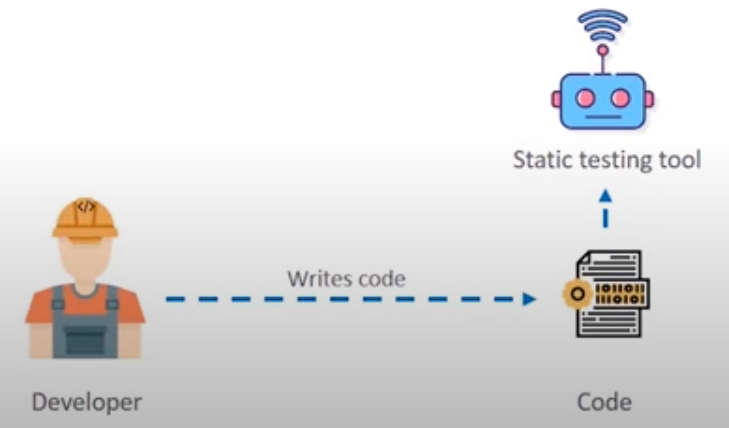 Static testing tool
Writes code
Developer
Code